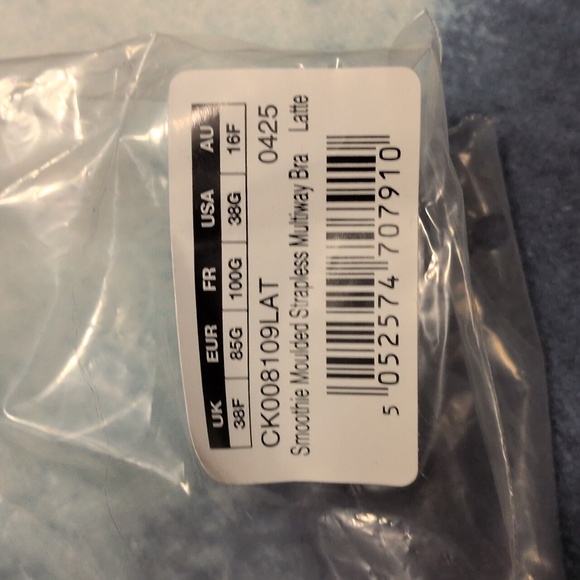 UK EUR FR USA AU
38F 85G 100G 38G 16F
CK008109LAT 0425
Smoothie Moulded Strapless Multiway Bra Latte
5 052574 707910